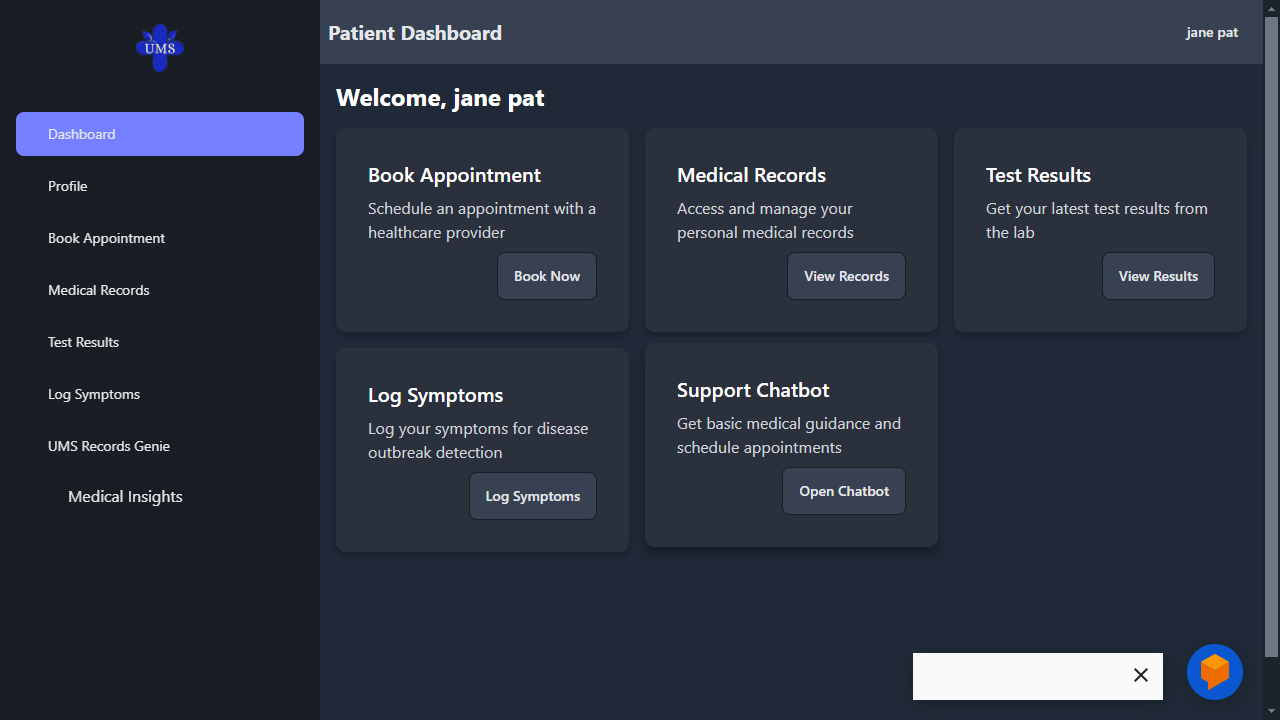 UMS
Dashboard
Profile
Book Appointment
Medical Records
Test Results
Log Symptoms
UMS Records Genie
Medical Insights
Patient Dashboard
jane pat
Welcome, jane pat
Book Appointment
Schedule an appointment with a
healthcare provider
Book Now
Medical Records
Access and manage your
personal medical records
View Records
Test Results
Get your latest test results from
the lab
View Results
Log Symptoms
Log your symptoms for disease
outbreak detection
Log Symptoms
Support Chatbot
Get basic medical guidance and
schedule appointments
Open Chatbot